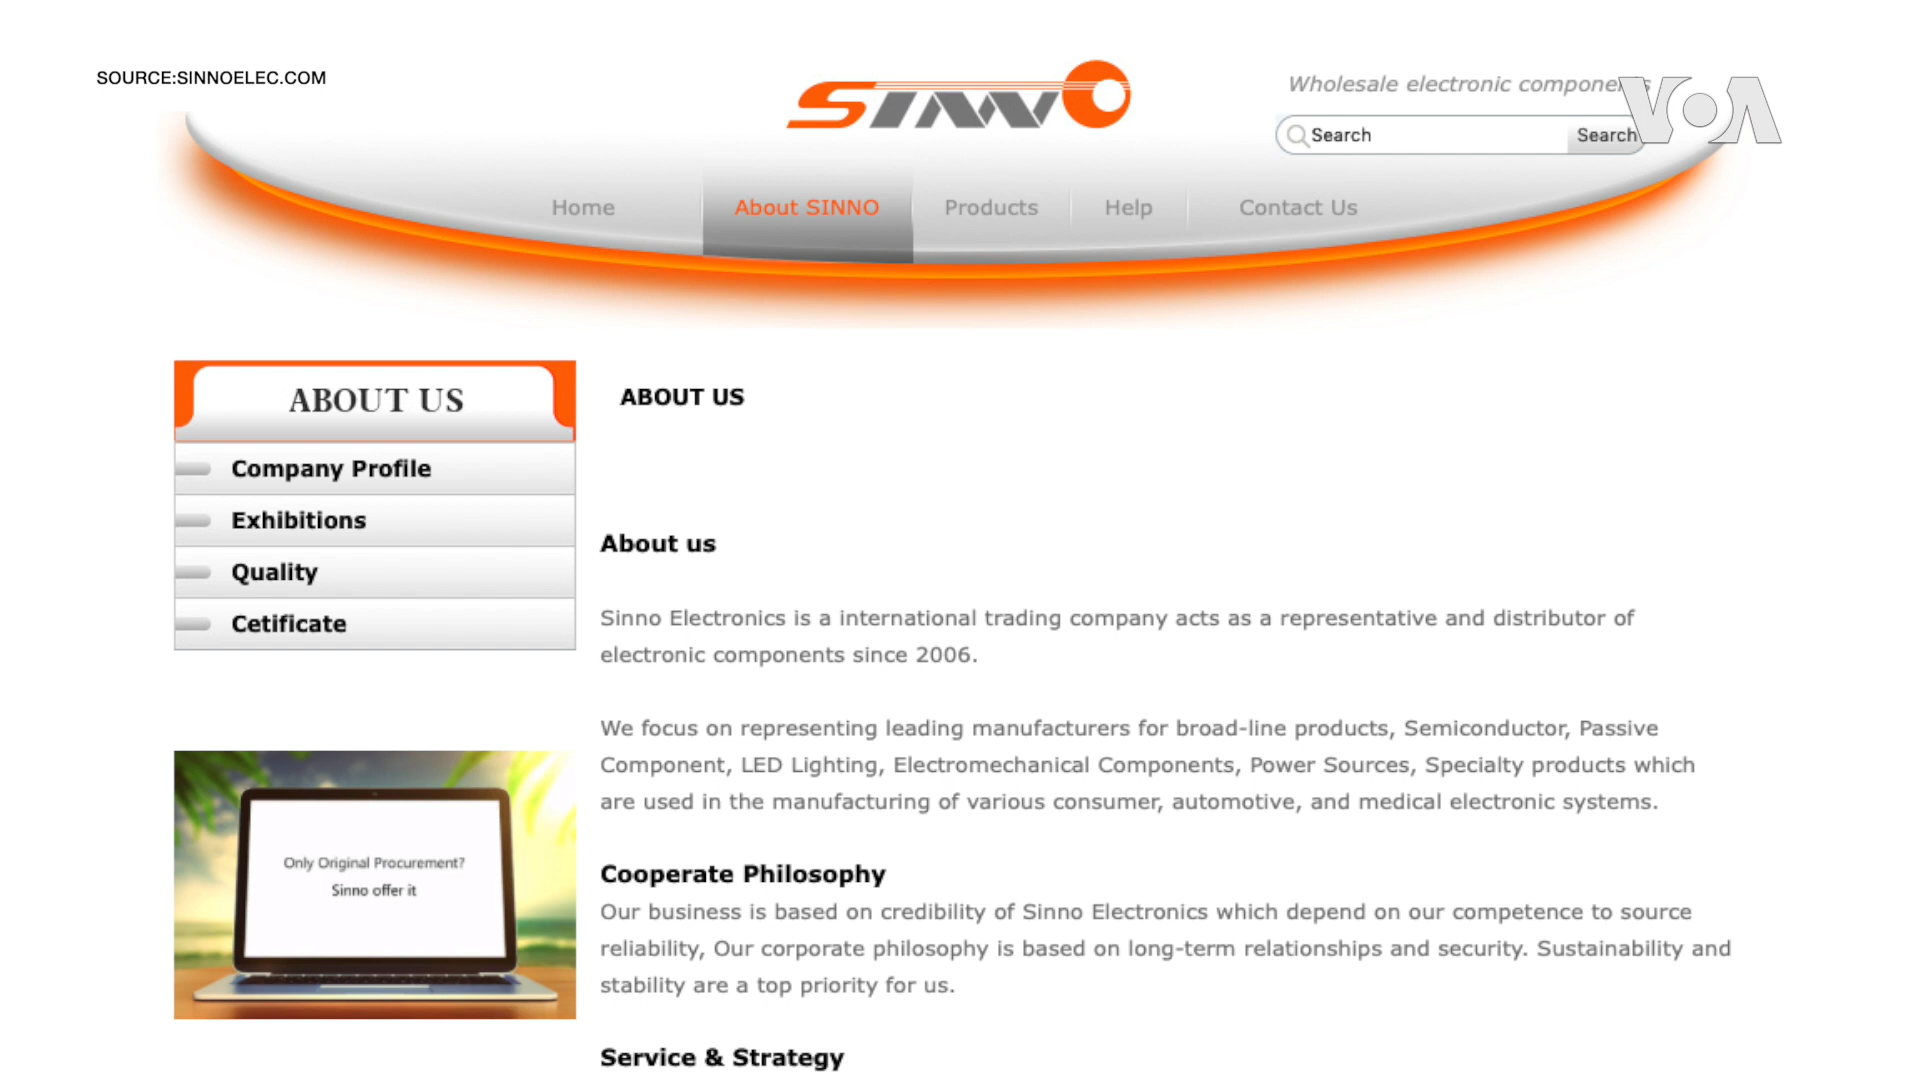 SOURCE:SINNOELEC.COM
SINNO
Wholesale electronic components
VOA
Search
Search
Home
About SINNO
Products
Help
Contact Us
ABOUT US
Company Profile
Exhibitions
Quality
Cetificate
Only Original Procurement?
Sinno offer it
ABOUT US
About us
Sinno Electronics is a international trading company acts as a representative and distributor of
electronic components since 2006.
We focus on representing leading manufacturers for broad-line products, Semiconductor, Passive
Component, LED Lighting, Electromechanical Components, Power Sources, Specialty products which
are used in the manufacturing of various consumer, automotive, and medical electronic systems.
Cooperate Philosophy
Our business is based on credibility of Sinno Electronics which depend on our competence to source
reliability, Our corporate philosophy is based on long-term relationships and security. Sustainability and
stability are a top priority for us.
Service & Strategy